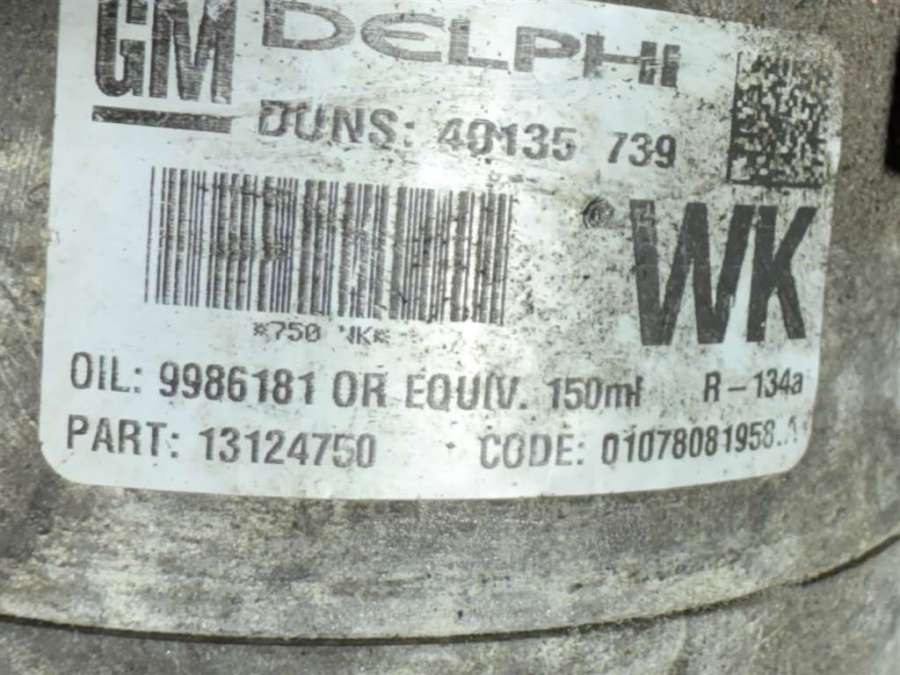 GM DELPHI
DUNS: 40135 739
WK
*750 WK*
OIL: 9986181 OR EQUIV. 150ml R-134a
PART: 13124750 CODE: 01078081958